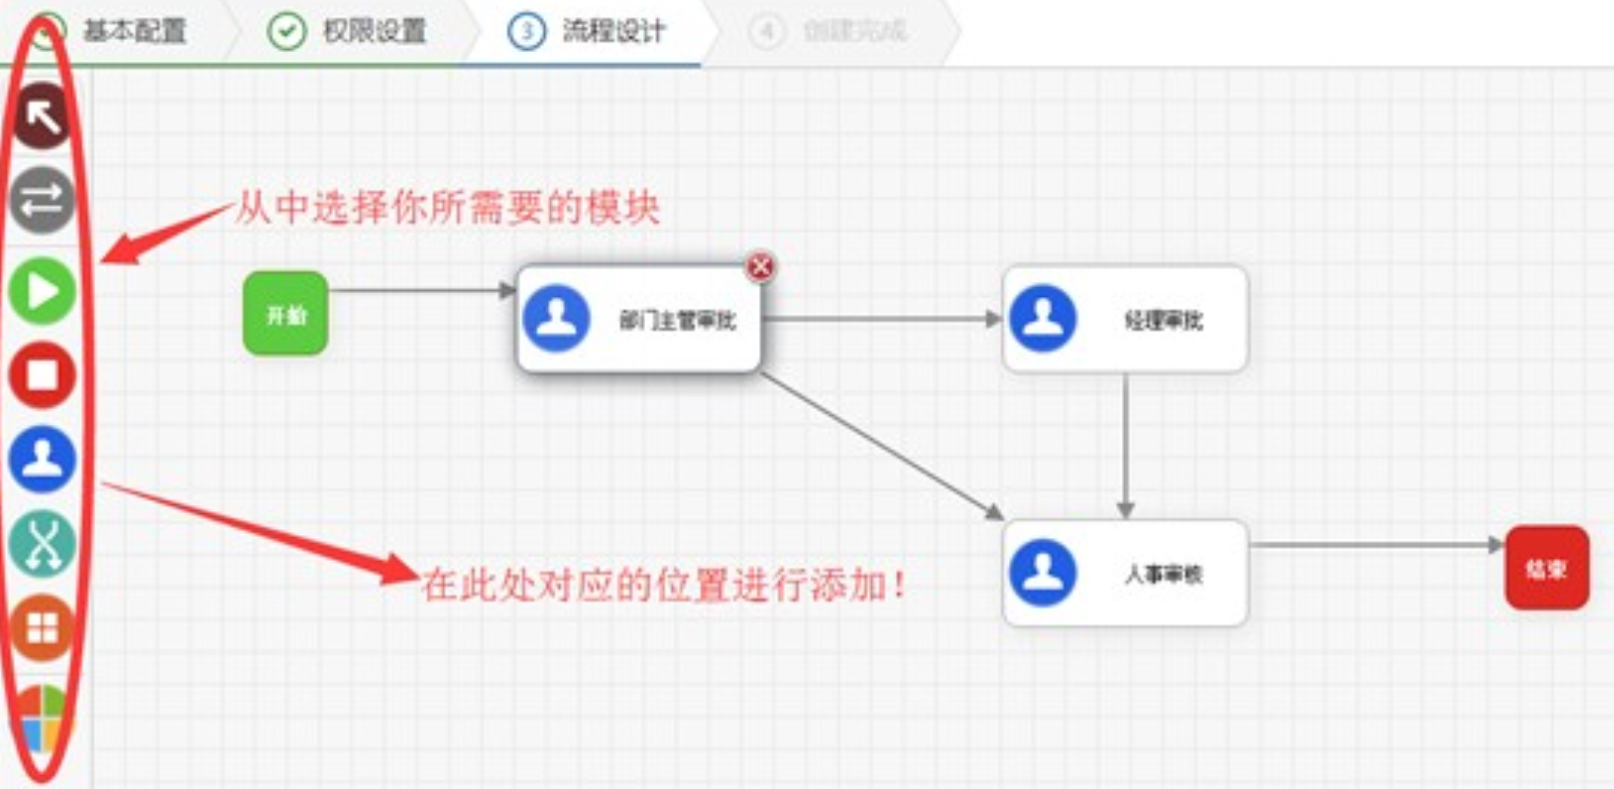 基本配置
权限设置
3 流程设计
4 创建完成
从中选择你所需要的模块
开始
部门主管审批
经理审批
在此处对应的位置进行添加！
人事审核
结束